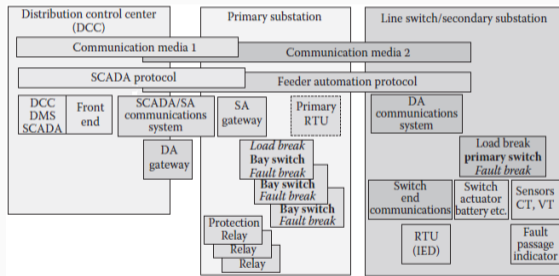 Distribution control center
(DCC)
Primary substation
Line switch/secondary substation
Communication media 1
Communication media 2
SCADA protocol
Feeder automation protocol
DCC
DMS
SCADA
Front
end
SCADA/SA
communications
system
SA
gateway
Primary
RTU
DA
communications
system
DA
gateway
Load break
Bay switch
Fault break
Bay switch
Fault break
Bay switch
Fault break
Load break
primary switch
Fault break
Protection
Relay
Relay
Relay
Switch
end
communications
Switch
actuator
battery etc.
Sensors
CT, VT
RTU
(IED)
Fault
passage
indicator